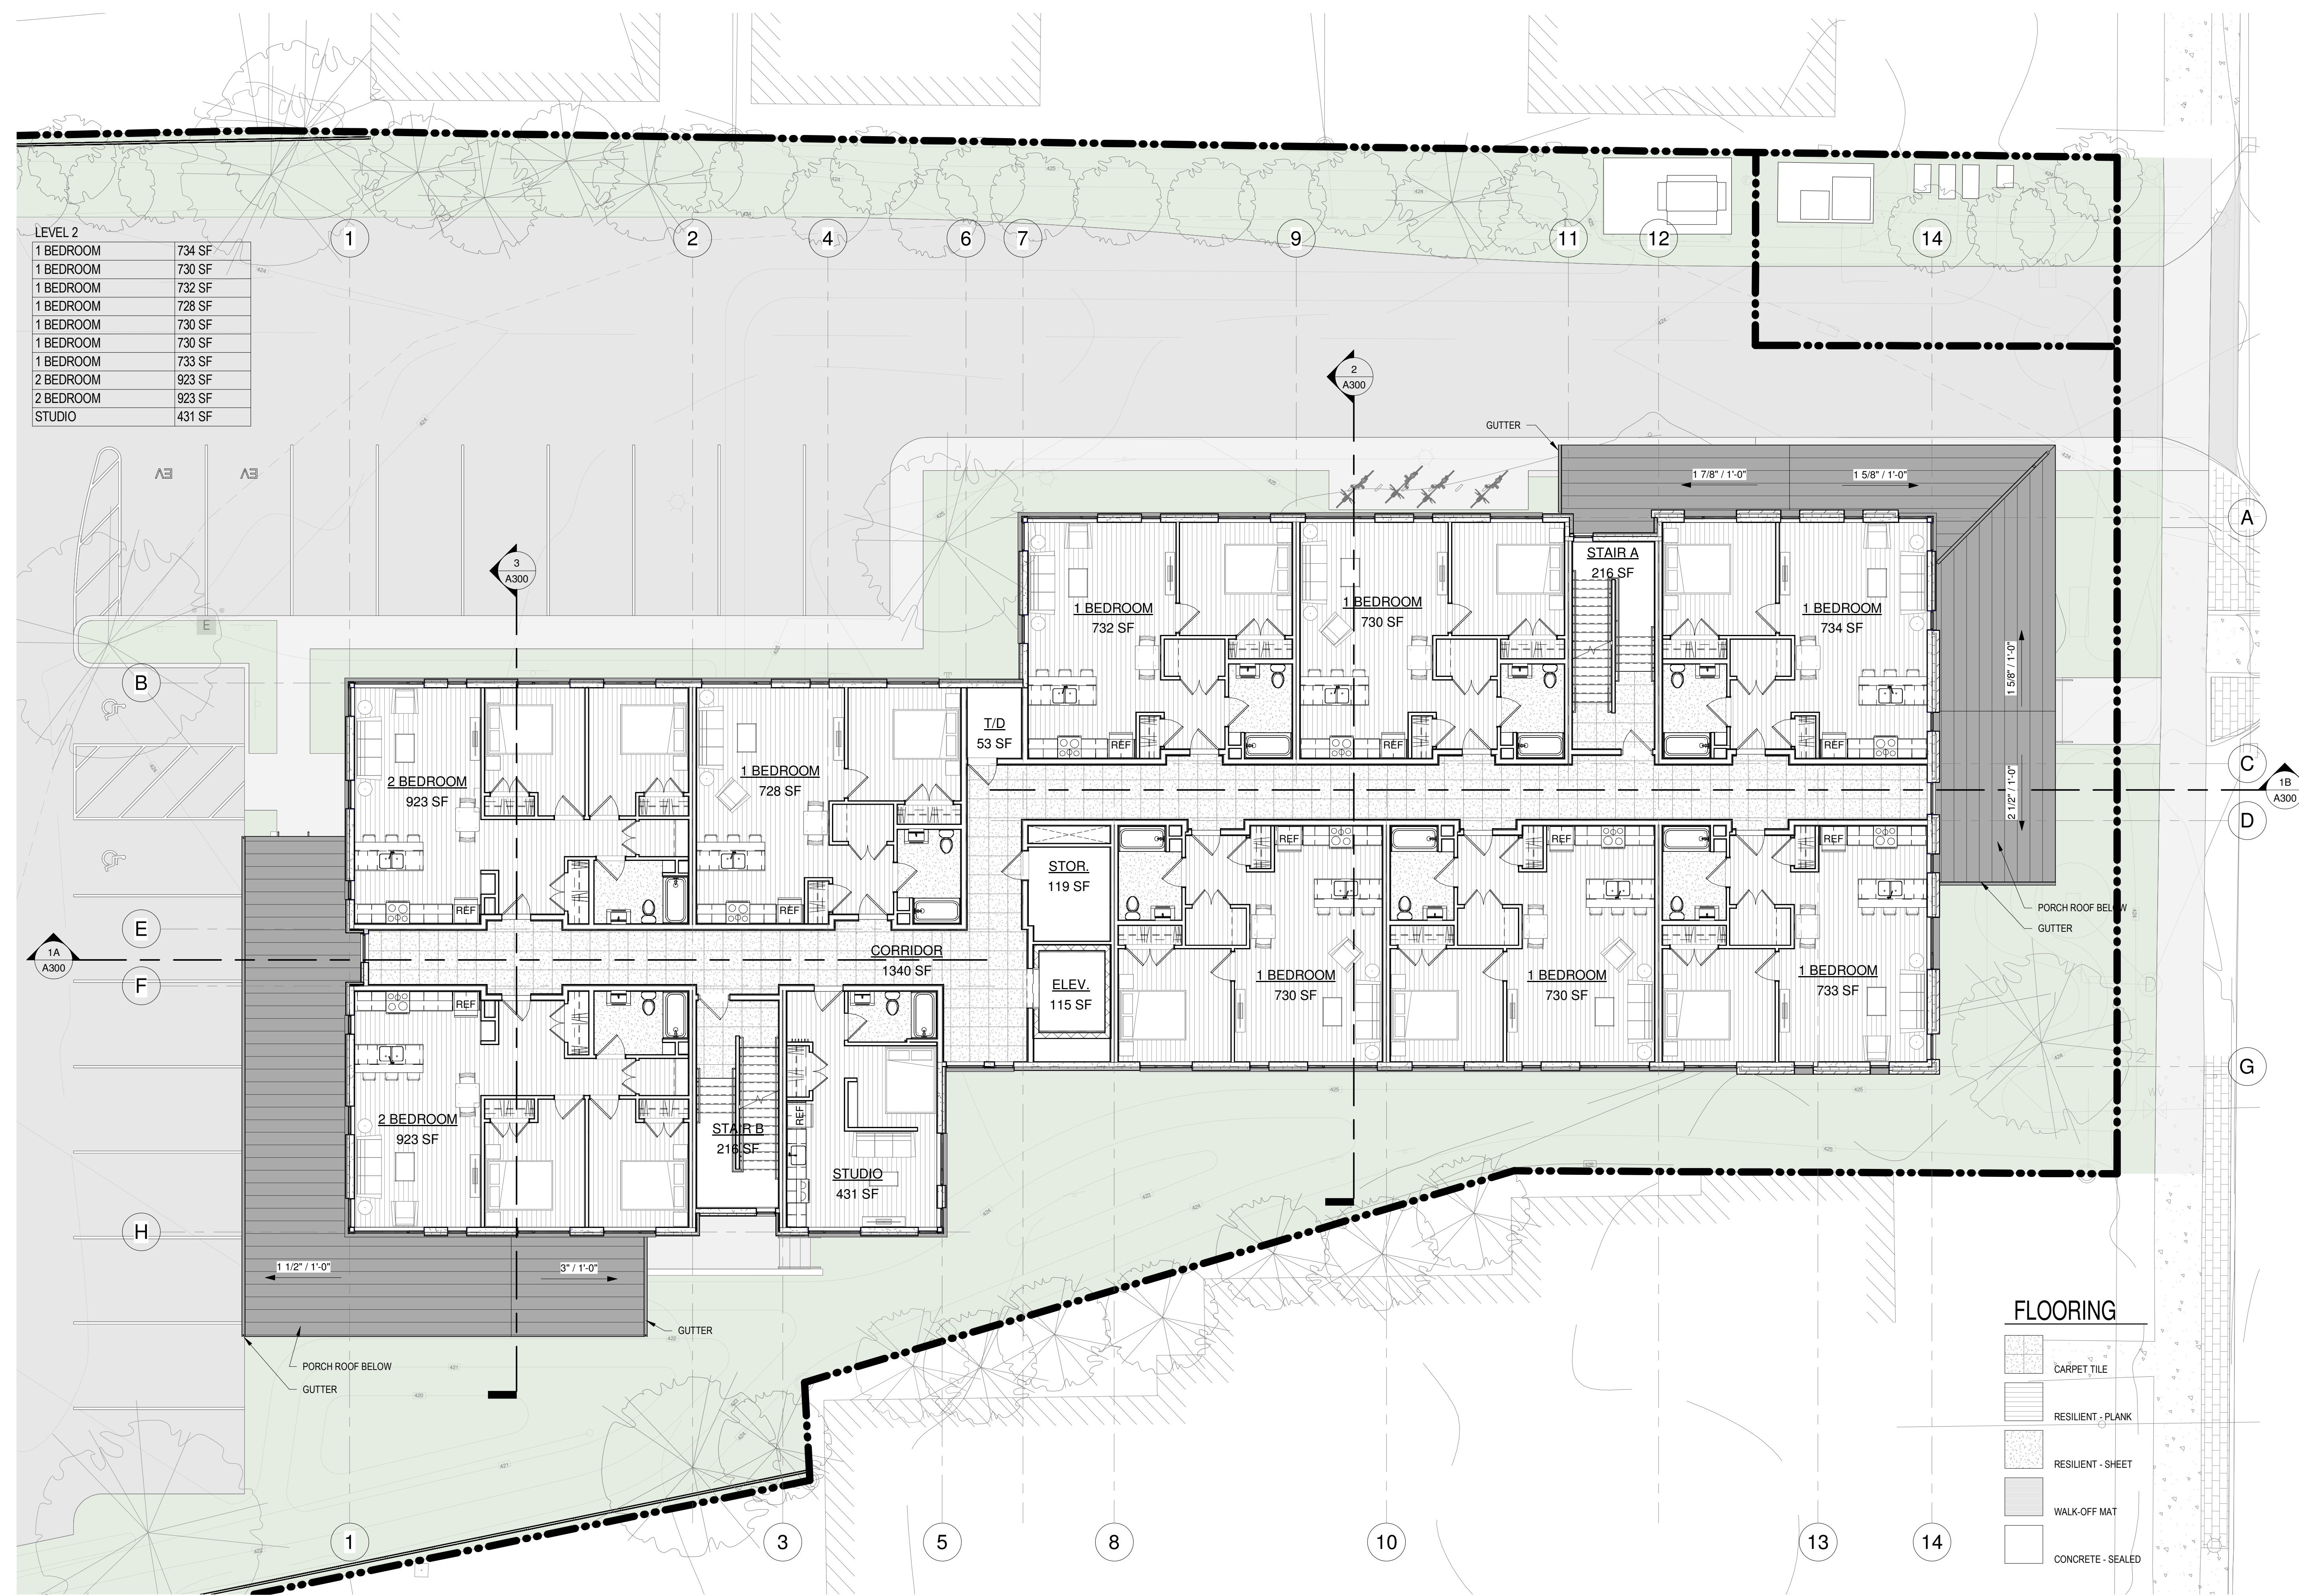 LEVEL 2
1 BEDROOM 734 SF
1 BEDROOM 730 SF
1 BEDROOM 732 SF
1 BEDROOM 728 SF
1 BEDROOM 730 SF
1 BEDROOM 730 SF
1 BEDROOM 733 SF
2 BEDROOM 923 SF
2 BEDROOM 923 SF
STUDIO 431 SF
1 2 4 6 7 9 11 12 14
2
A300
GUTTER
1 7/8" / 1'-0" 1 5/8" / 1'-0"
EV EV
A
3
A300
STAIR A
216 SF
1 BEDROOM
732 SF
1 BEDROOM
730 SF
1 BEDROOM
734 SF
E
1 5/8" / 1'-0"
B
T/D
53 SF
REF REF REF
2 BEDROOM
923 SF
1 BEDROOM
728 SF
C
1B
A300
2 1/2" / 1'-0"
D
REF REF REF
STOR.
119 SF
REF REF
PORCH ROOF BELOW
GUTTER
E
1A
A300
CORRIDOR
1340 SF
F
ELEV.
115 SF
1 BEDROOM
730 SF
1 BEDROOM
730 SF
1 BEDROOM
733 SF
REF
G
2 BEDROOM
923 SF
STAIR B
216 SF
REF
STUDIO
431 SF
H
1 1/2" / 1'-0" 3" / 1'-0"
GUTTER
PORCH ROOF BELOW
GUTTER
FLOORING
CARPET TILE
RESILIENT - PLANK
RESILIENT - SHEET
WALK-OFF MAT
CONCRETE - SEALED
1 3 5 8 10 13 14